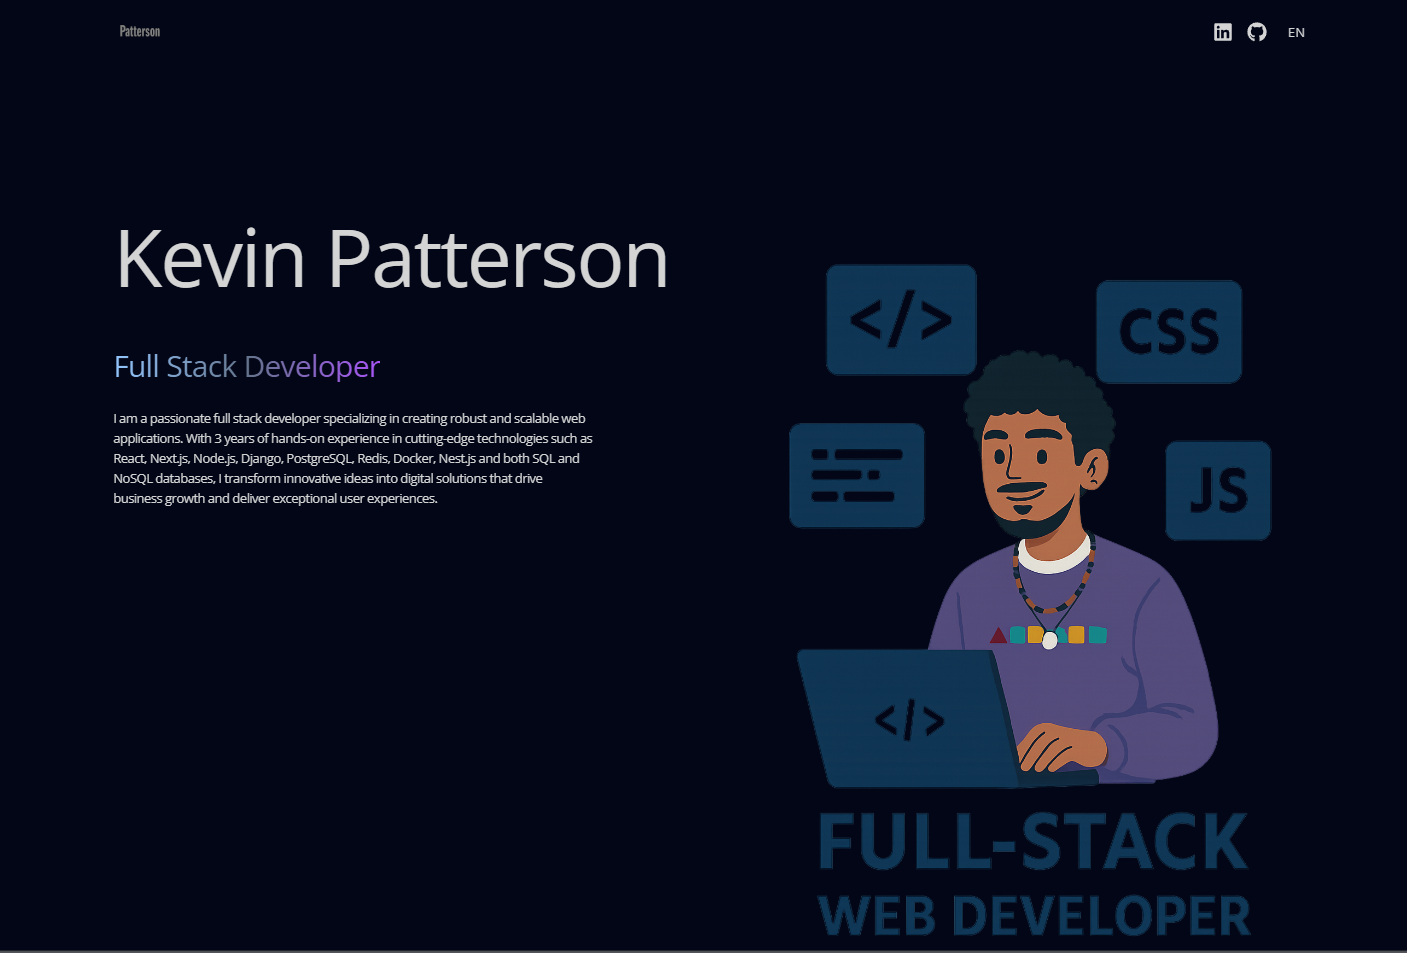 Patterson
EN
Kevin Patterson
Full Stack Developer
I am a passionate full stack developer specializing in creating robust and scalable web
applications. With 3 years of hands-on experience in cutting-edge technologies such as
React, Next.js, Node.js, Django, PostgreSQL, Redis, Docker, Nest.js and both SQL and
NoSQL databases, I transform innovative ideas into digital solutions that drive
business growth and deliver exceptional user experiences.
</>
CSS
JS
</>
FULL-STACK
WEB DEVELOPER